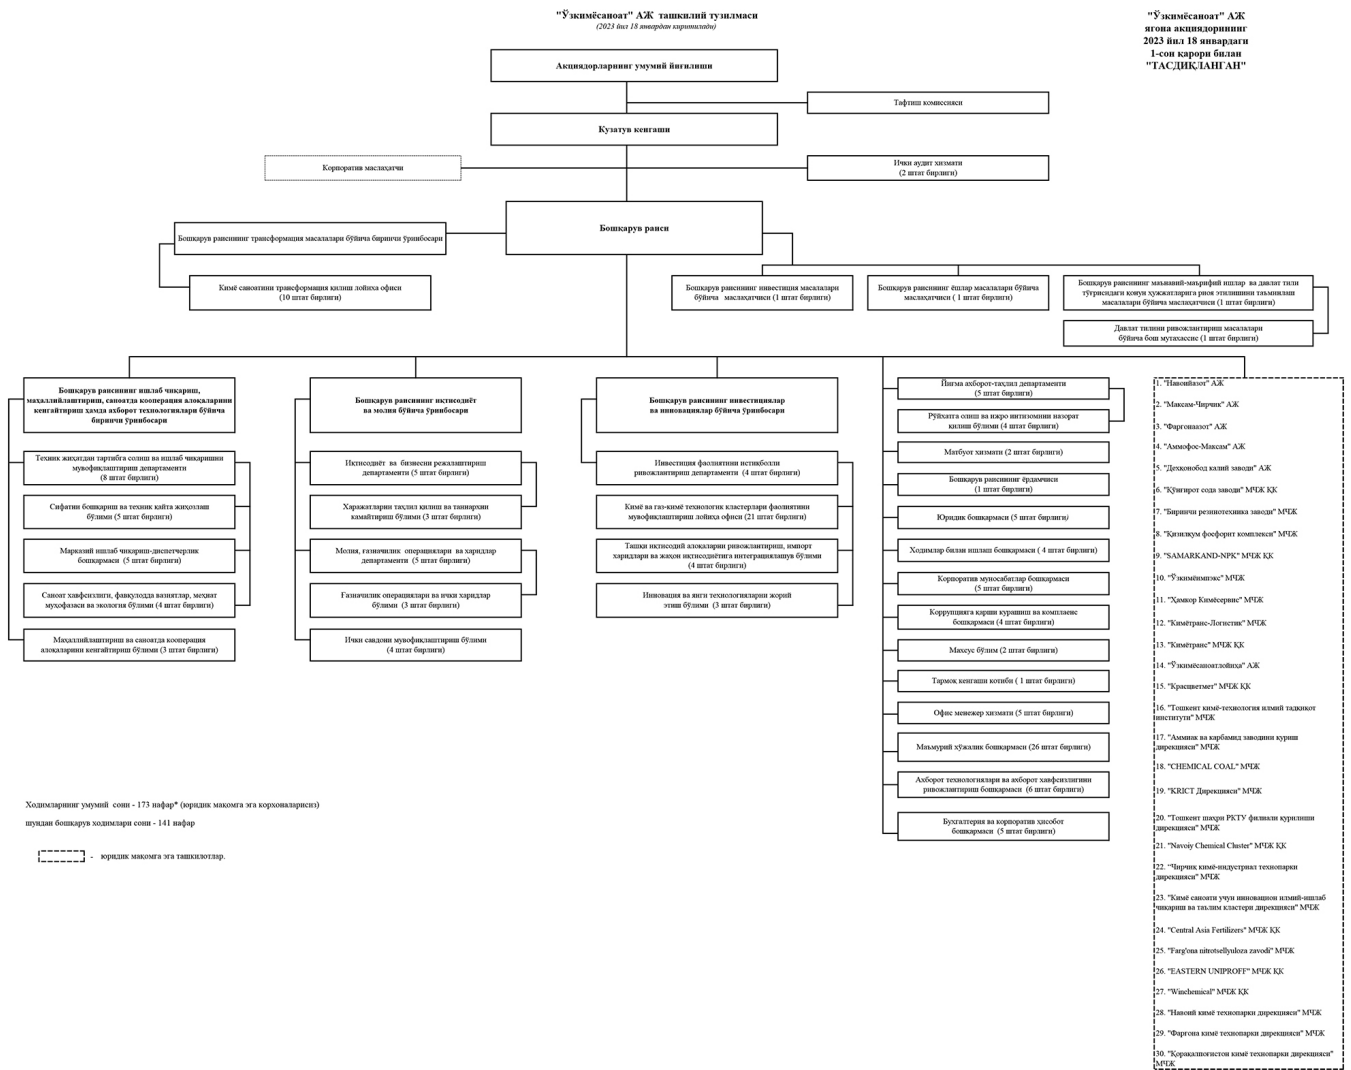 "Ўзкимёсаноат" АЖ ташкилий тузилмаси
(2023 йил 18 январдан киритилади)
"Ўзкимёсаноат" АЖ
ягона акциядорининг
2023 йил 18 январдаги
1-сон қарори билан
"ТАСДИҚЛАНГАН"
Акциядорларнинг умумий йиғилиши
Тафтиш комиссияси
Кузатув кенгаши
Корпоратив маслаҳатчи
Ички аудит хизмати
(2 штат бирлиги)
Бошқарув раиси
Бошқарув раисининг трансформация масалалари бўйича биринчи ўринбосари
Кимё саноатини трансформация қилиш лойиҳа офиси
(10 штат бирлиги)
Бошқарув раисининг инвестиция масалалари
бўйича маслаҳатчиси (1 штат бирлиги)
Бошқарув раисининг ёшлар масалалари бўйича
маслаҳатчиси ( 1 штат бирлиги)
Бошқарув раисининг маънавий-маърифий ишлар ва давлат тили
тўғрисидаги қонун ҳужжатларига риоя этилишини таъминлаш
масалалари бўйича маслаҳатчиси (1 штат бирлиги)
Давлат тилини ривожлантириш масалалари
бўйича бош мутахассис (1 штат бирлиги)
Бошқарув раисининг ишлаб чиқариш,
маҳаллийлаштириш, саноатда кооперация алоқаларини
кенгайтириш ҳамда ахборот технологиялари бўйича
биринчи ўринбосари
Техник жиҳатдан тартибга солиш ва ишлаб чиқаришни
мувофиқлаштириш департаменти
(8 штат бирлиги)
Сифатни бошқариш ва техник қайта жиҳозлаш
бўлими (5 штат бирлиги)
Марказий ишлаб чиқариш-диспетчерлик
бошқармаси (5 штат бирлиги)
Саноат хавфсизлиги, фавқулодда вазиятлар, меҳнат
муҳофазаси ва экология бўлими (4 штат бирлиги)
Маҳаллийлаштириш ва саноатда кооперация
алоқаларини кенгайтириш бўлими (3 штат бирлиги)
Бошқарув раисининг иқтисодиёт
ва молия бўйича ўринбосари
Иқтисодиёт ва бизнесни режалаштириш
департаменти (5 штат бирлиги)
Харажатларни таҳлил қилиш ва таннархни
камайтириш бўлими (3 штат бирлиги)
Молия, ғазначилик операциялари ва харидлар
департаменти (5 штат бирлиги)
Ғазначилик операциялари ва ички харидлар
бўлими (3 штат бирлиги)
Ички савдони мувофиқлаштириш бўлими
(4 штат бирлиги)
Бошқарув раисининг инвестициялар
ва инновациялар бўйича ўринбосари
Инвестиция фаолиятини истиқболли
ривожлантириш департаменти (4 штат бирлиги)
Кимё ва газ-кимё технологик кластерлари фаолиятини
мувофиқлаштириш лойиҳа офиси (21 штат бирлиги)
Ташқи иқтисодий алоқаларни ривожлантириш, импорт
харидлари ва жаҳон иқтисодиётига интеграциялашув бўлими
(4 штат бирлиги)
Инновация ва янги технологияларни жорий
этиш бўлими (3 штат бирлиги)
Йиғма ахборот-таҳлил департаменти
(5 штат бирлиги)
Рўйхатга олиш ва ижро интизомини назорат
қилиш бўлими (4 штат бирлиги)
Матбуот хизмати (2 штат бирлиги)
Бошқарув раисининг ёрдамчиси
(1 штат бирлиги)
Юридик бошқармаси (5 штат бирлиги)
Ходимлар билан ишлаш бошқармаси ( 4 штат бирлиги)
Корпоратив муносабатлар бошқармаси
(5 штат бирлиги)
Коррупцияга қарши курашиш ва комплаенс
бошқармаси (4 штат бирлиги)
Махсус бўлим (2 штат бирлиги)
Тармоқ кенгаши котиби ( 1 штат бирлиги)
Офис менежер хизмати (5 штат бирлиги)
Маъмурий хўжалик бошқармаси (26 штат бирлиги)
Ахборот технологиялари ва ахборот хавфсизлигини
ривожлантириш бошқармаси (6 штат бирлиги)
Бухгалтерия ва корпоратив ҳисобот
бошқармаси (5 штат бирлиги)
1. "Навоийазот" АЖ
2. "Максам-Чирчиқ" АЖ
3. "Фарғонаазот" АЖ
4. "Аммофос-Максам" АЖ
5. "Деҳқонобод калий заводи" АЖ
6. "Қўнғирот сода заводи" МЧЖ ҚК
7. "Биринчи резинотехника заводи" МЧЖ
8. "Қизилқум фосфорит комплекси" МЧЖ
9. "SAMARKAND-NPK" МЧЖ ҚК
10. "Ўзкимёимпэкс" МЧЖ
11. "Ҳамкор Кимёсервис" МЧЖ
12. "Кимётранс-Логистик" МЧЖ
13. "Кимётранс" МЧЖ ҚК
14. "Ўзкимёсаноатлойиҳа" АЖ
15. "Красцветмет" МЧЖ ҚК
16. "Тошкент кимё-технология илмий тадқиқот
институти" МЧЖ
17. "Аммиак ва карбамид заводини қуриш
дирекцияси" МЧЖ
18. "CHEMICAL COAL" МЧЖ
19. "KRICT Дирекцияси" МЧЖ
20. "Тошкент шаҳри РКТУ филиали қурилиши
дирекцияси" МЧЖ
21. "Navoiy Chemical Cluster" МЧЖ ҚК
22. "Чирчиқ кимё-индустриал технопарки
дирекцияси" МЧЖ
23. "Кимё саноати учун инновацион илмий-ишлаб
чиқариш ва таълим кластери дирекцияси" МЧЖ
24. "Central Asia Fertilizers" МЧЖ ҚК
25. "Farg'ona nitrotsellyuloza zavodi" МЧЖ
26. "EASTERN UNIPROFF" МЧЖ ҚК
27. "Winchemical" МЧЖ ҚК
28. "Навоий кимё технопарки дирекцияси" МЧЖ
29. "Фарғона кимё технопарки дирекцияси" МЧЖ
30. "Қорақалпоғистон кимё технопарки дирекцияси"
МЧЖ
Ходимларнинг умумий сони - 173 нафар* (юридик мақомга эга корхоналарисиз)
шундан бошқарув ходимлари сони - 141 нафар
- юридик мақомга эга ташкилотлар.